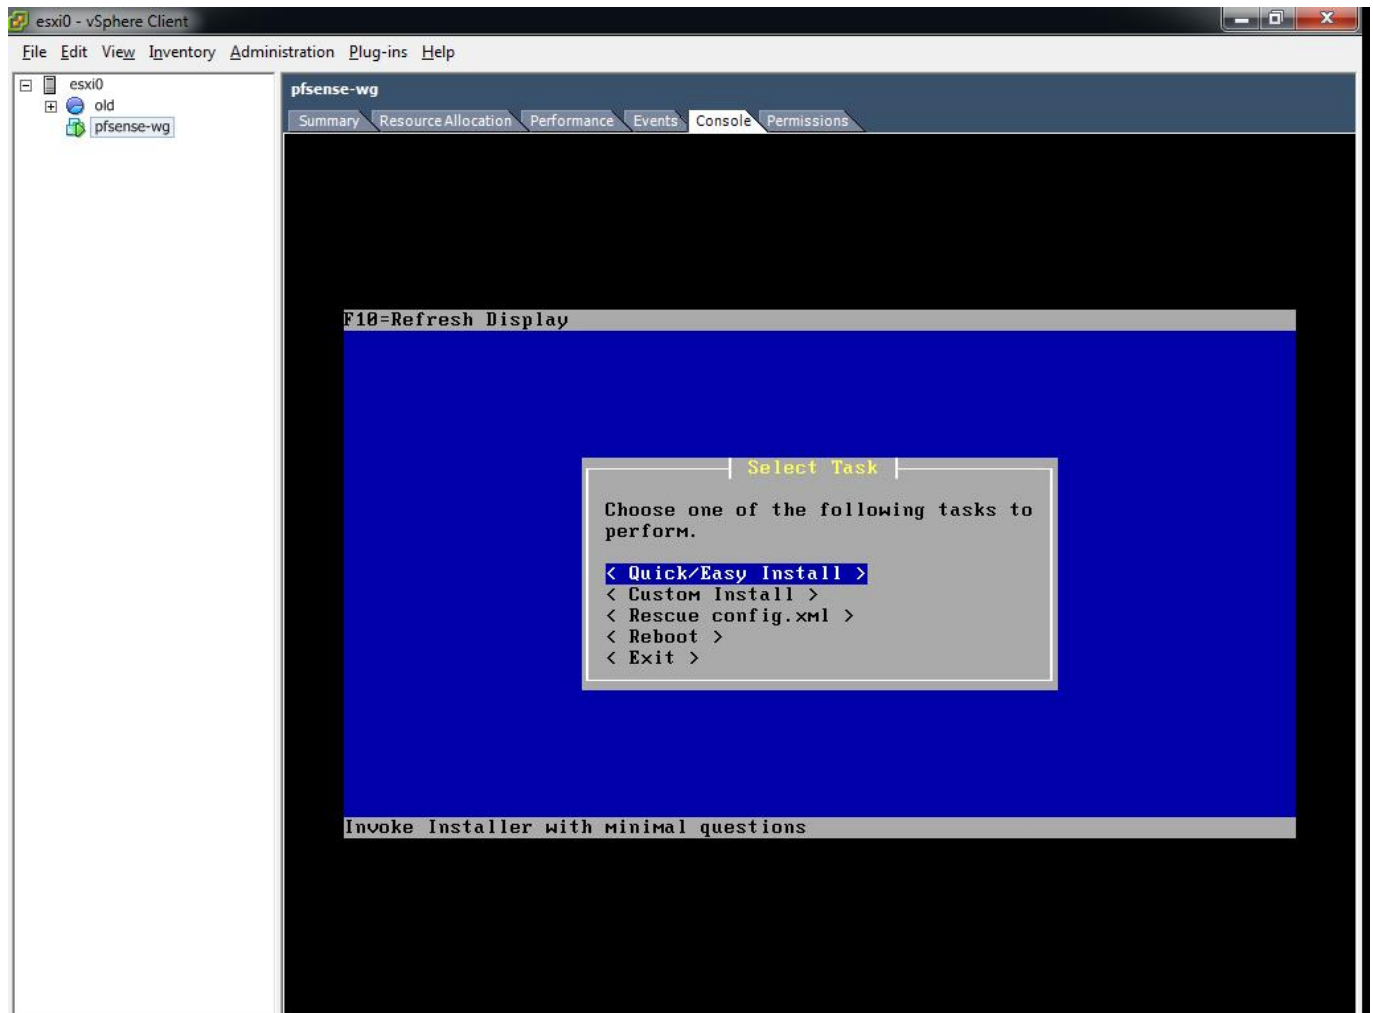 esxi0 - vSphere Client
File Edit View Inventory Administration Plug-ins Help
esxi0
old
pfsense-wg
pfsense-wg
Summary Resource Allocation Performance Events Console Permissions
F10=Refresh Display
Select Task
Choose one of the following tasks to
perform.
< Quick/Easy Install >
< Custom Install >
< Rescue config.xml >
< Reboot >
< Exit >
Invoke Installer with minimal questions